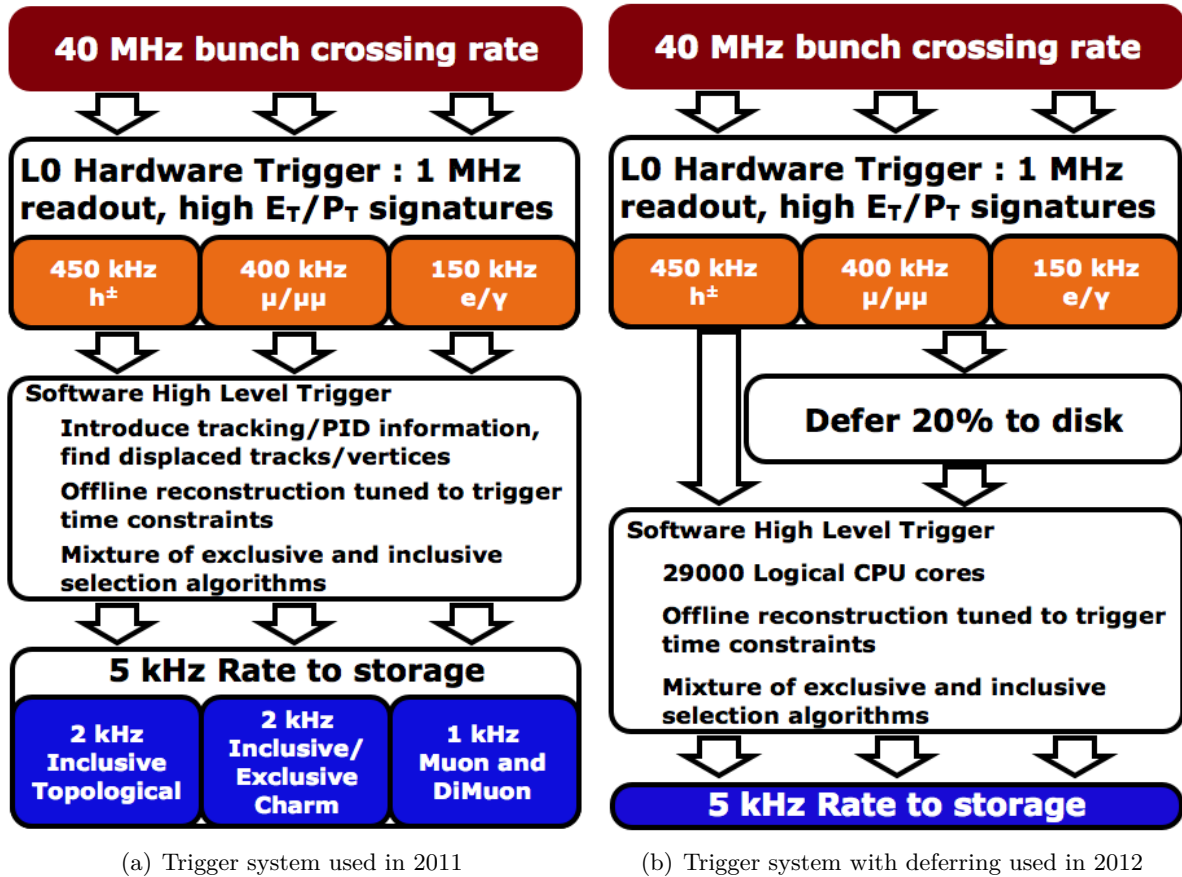 40 MHz bunch crossing rate
L0 Hardware Trigger : 1 MHz
readout, high E_T/P_T signatures
450 kHz
h±
400 kHz
μ/μμ
150 kHz
e/γ
Software High Level Trigger
Introduce tracking/PID information,
find displaced tracks/vertices
Offline reconstruction tuned to trigger
time constraints
Mixture of exclusive and inclusive
selection algorithms
5 kHz Rate to storage
2 kHz
Inclusive
Topological
2 kHz
Inclusive/
Exclusive
Charm
1 kHz
Muon and
DiMuon
(a) Trigger system used in 2011
40 MHz bunch crossing rate
L0 Hardware Trigger : 1 MHz
readout, high E_T/P_T signatures
450 kHz
h±
400 kHz
μ/μμ
150 kHz
e/γ
Defer 20% to disk
Software High Level Trigger
29000 Logical CPU cores
Offline reconstruction tuned to trigger
time constraints
Mixture of exclusive and inclusive
selection algorithms
5 kHz Rate to storage
(b) Trigger system with deferring used in 2012